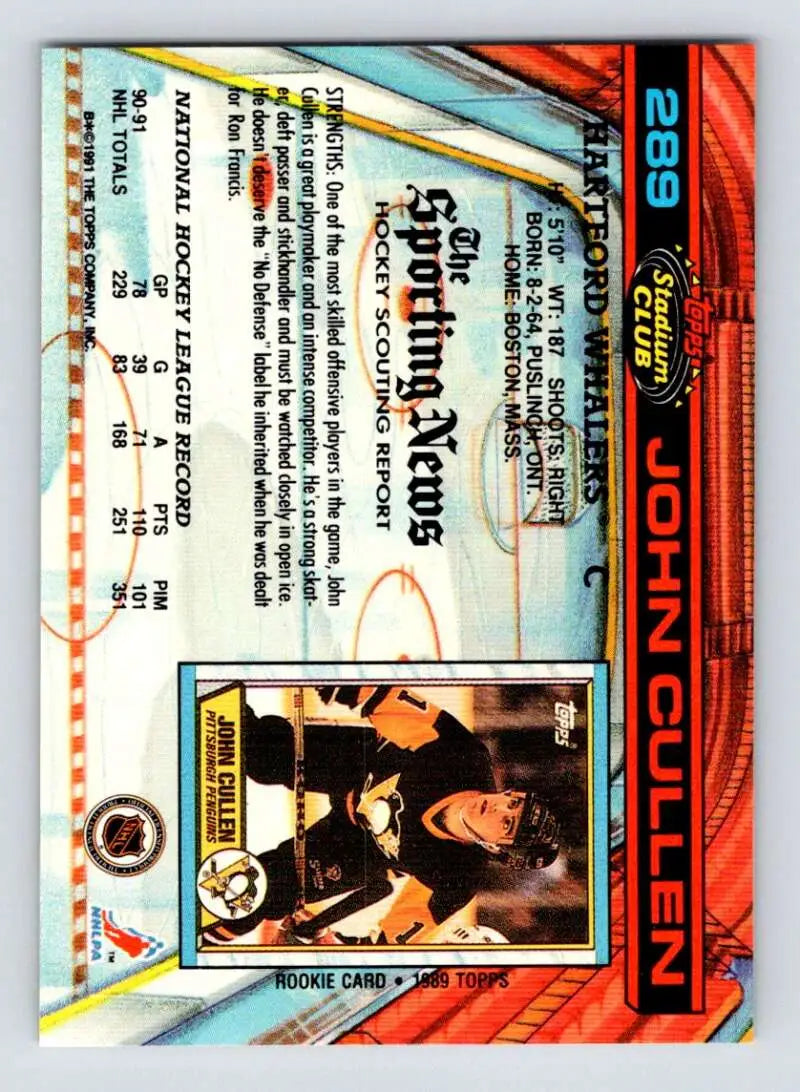 289
TOPPS
Stadium
CLUB
JOHN CULLEN
HARTFORD WHALERS® C
HT: 5'10" WT: 187 SHOOTS: RIGHT
BORN: 8-2-64, PUSLINCH, ONT.
HOME: BOSTON, MASS.
The
Sporting News
HOCKEY SCOUTING REPORT
STRENGTHS: One of the most skilled offensive players in the game, John
Cullen is a great playmaker and an intense competitor. He's a strong skat-
er, deft passer and stickhandler and must be watched closely in open ice.
He doesn't deserve the "No Defense" label he inherited when he was dealt
for Ron Francis.
NATIONAL HOCKEY LEAGUE RECORD
GP G A PTS PIM
90-91 78 39 71 110 101
NHL TOTALS 229 83 168 251 351
B✱©1991 THE TOPPS COMPANY, INC.
TOPPS
JOHN CULLEN
PITTSBURGH PENGUINS
ROOKIE CARD • 1989 TOPPS
NHL
NHLPA™